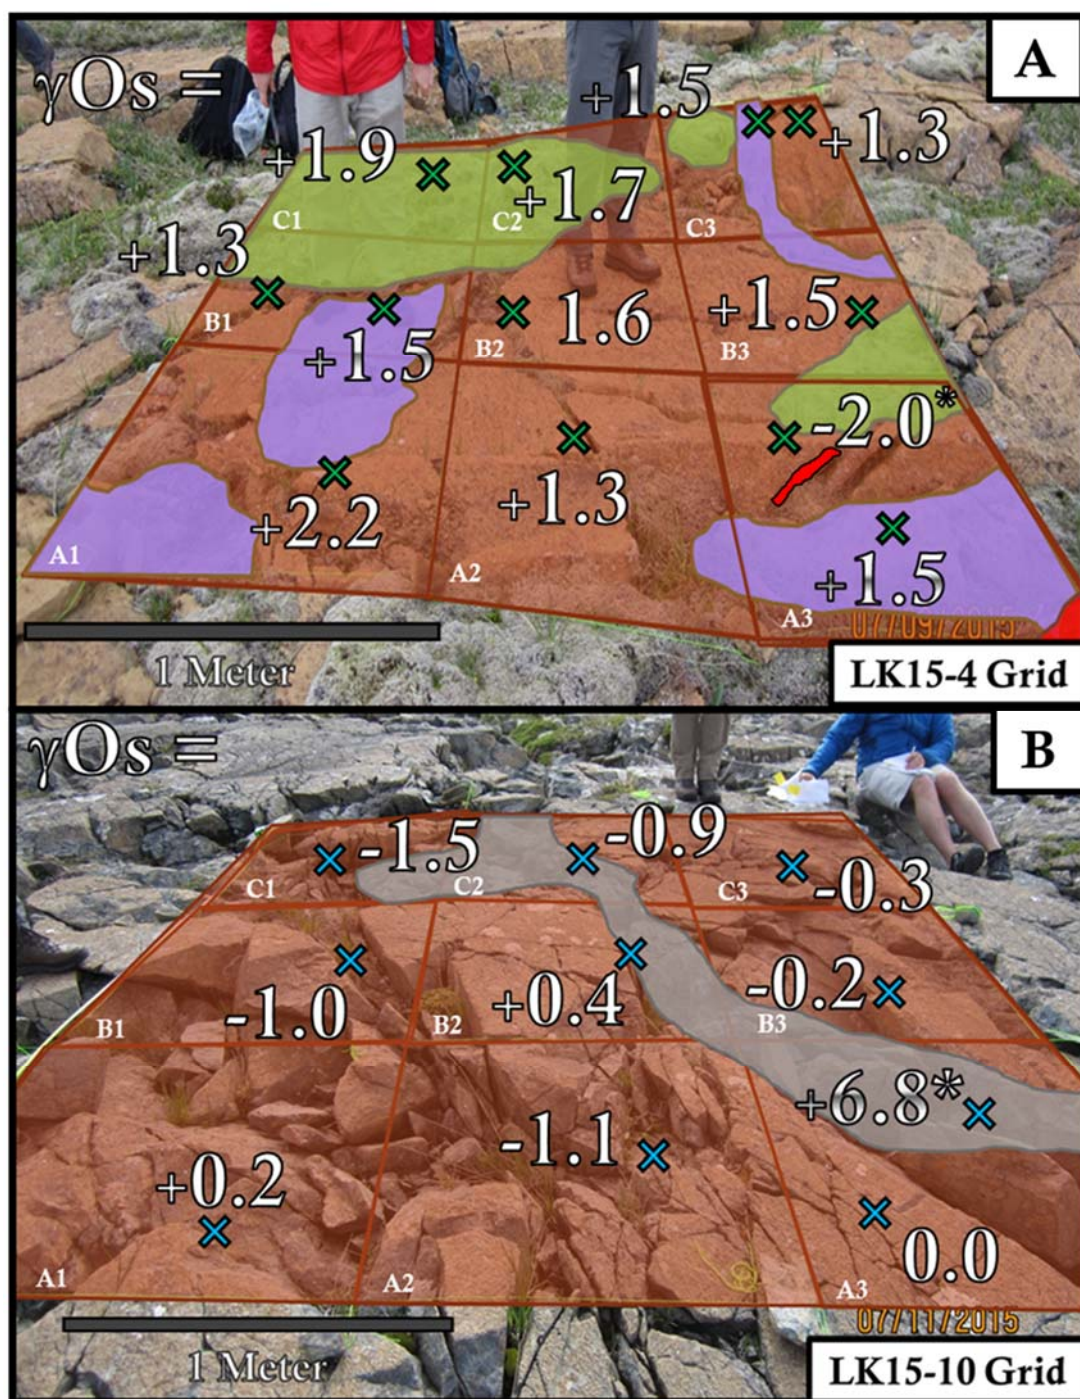 A
γOs =
+1.5
+1.3
+1.9
+1.7
C1
C2
C3
+1.3
B1
+1.5
B2
1.6
+1.5
B3
-2.0*
+2.2
+1.3
+1.5
A1
A2
A3
07/09/2015
1 Meter
LK15-4 Grid
B
γOs =
-1.5
-0.9
-0.3
C1
C2
C3
-1.0
+0.4
-0.2
B1
B2
B3
+6.8*
-1.1
+0.2
0.0
A1
A2
A3
07/11/2015
1 Meter
LK15-10 Grid